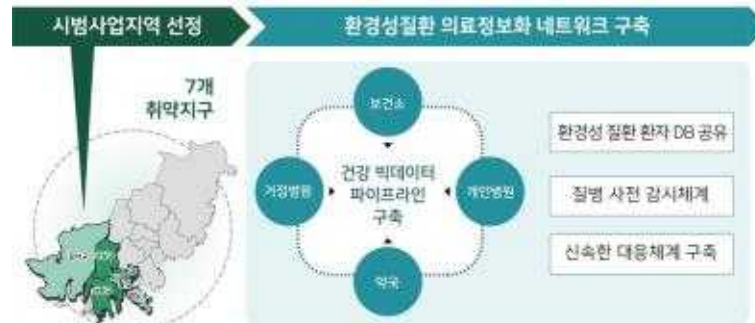 시범사업지역 선정
환경성질환 의료정보화 네트워크 구축
7개
취약지구
보건소
거점병원
건강 빅데이터
파이프라인
구축
개인병원
약국
환경성 질환 환자 DB 공유
질병 사전 감시체계
신속한 대응체계 구축